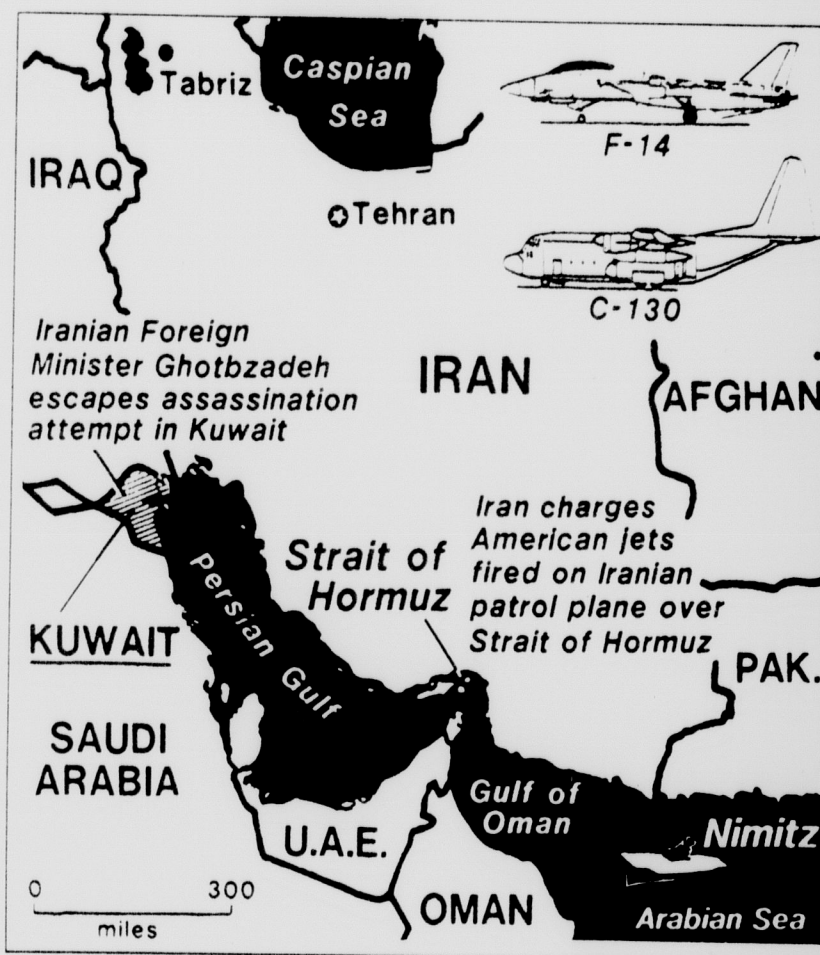 Caspian
Sea
Tabriz
F-14
IRAQ
Tehran
C-130
Iranian Foreign
Minister Ghotbzadeh
escapes assassination
attempt in Kuwait
IRAN
AFGHAN
Iran charges
American jets
fired on Iranian
patrol plane over
Strait of Hormuz
Strait of
Hormuz
Persian Gulf
KUWAIT
PAK.
SAUDI
ARABIA
Gulf of
Oman
Nimitz
U.A.E.
0 300
miles
OMAN
Arabian Sea